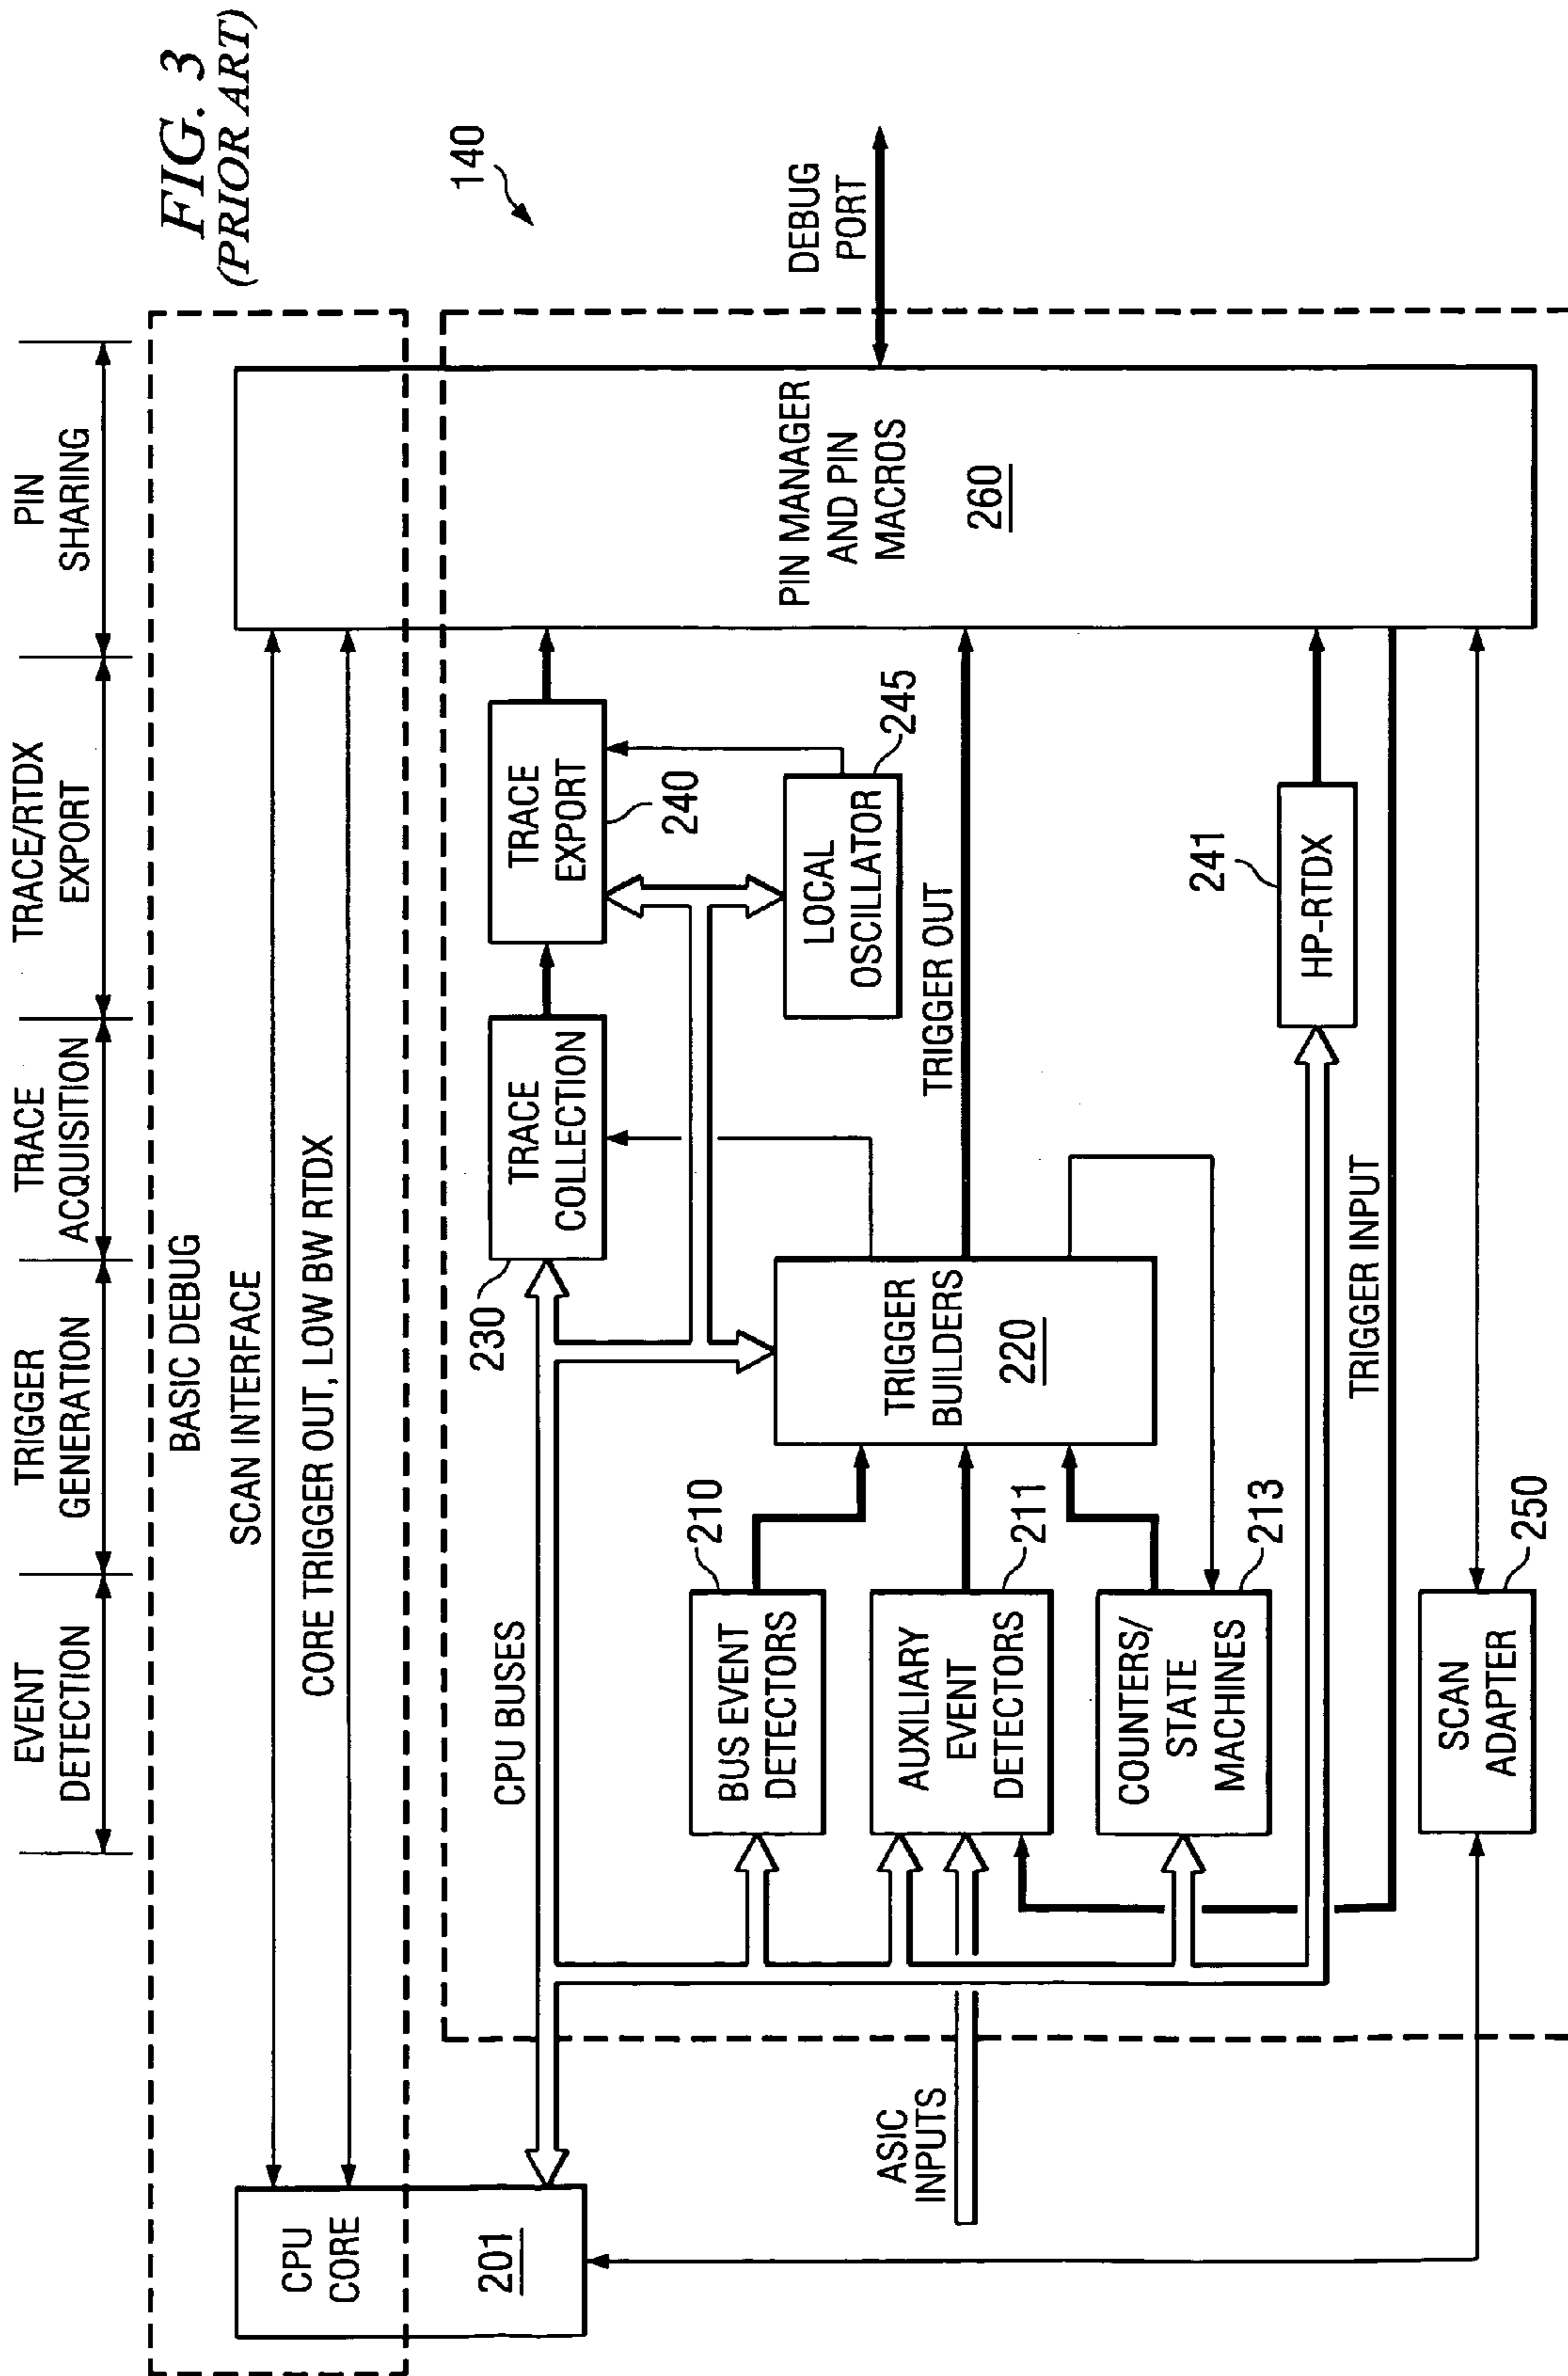 FIG. 3
(PRIOR ART)
EVENT
DETECTION
TRIGGER
GENERATION
TRACE
ACQUISITION
TRACE/RTDX
EXPORT
PIN
SHARING
BASIC DEBUG
SCAN INTERFACE
CORE TRIGGER OUT, LOW BW RTDX
CPU
CORE
201
CPU BUSES
230
TRACE
COLLECTION
TRACE
EXPORT
240
LOCAL
OSCILLATOR
245
140
DEBUG
PORT
PIN MANAGER
AND PIN
MACROS
260
BUS EVENT
DETECTORS
210
ASIC
INPUTS
AUXILIARY
EVENT
DETECTORS
211
TRIGGER
BUILDERS
220
TRIGGER OUT
COUNTERS/
STATE
MACHINES
213
241
HP-RTDX
TRIGGER INPUT
SCAN
ADAPTER
250